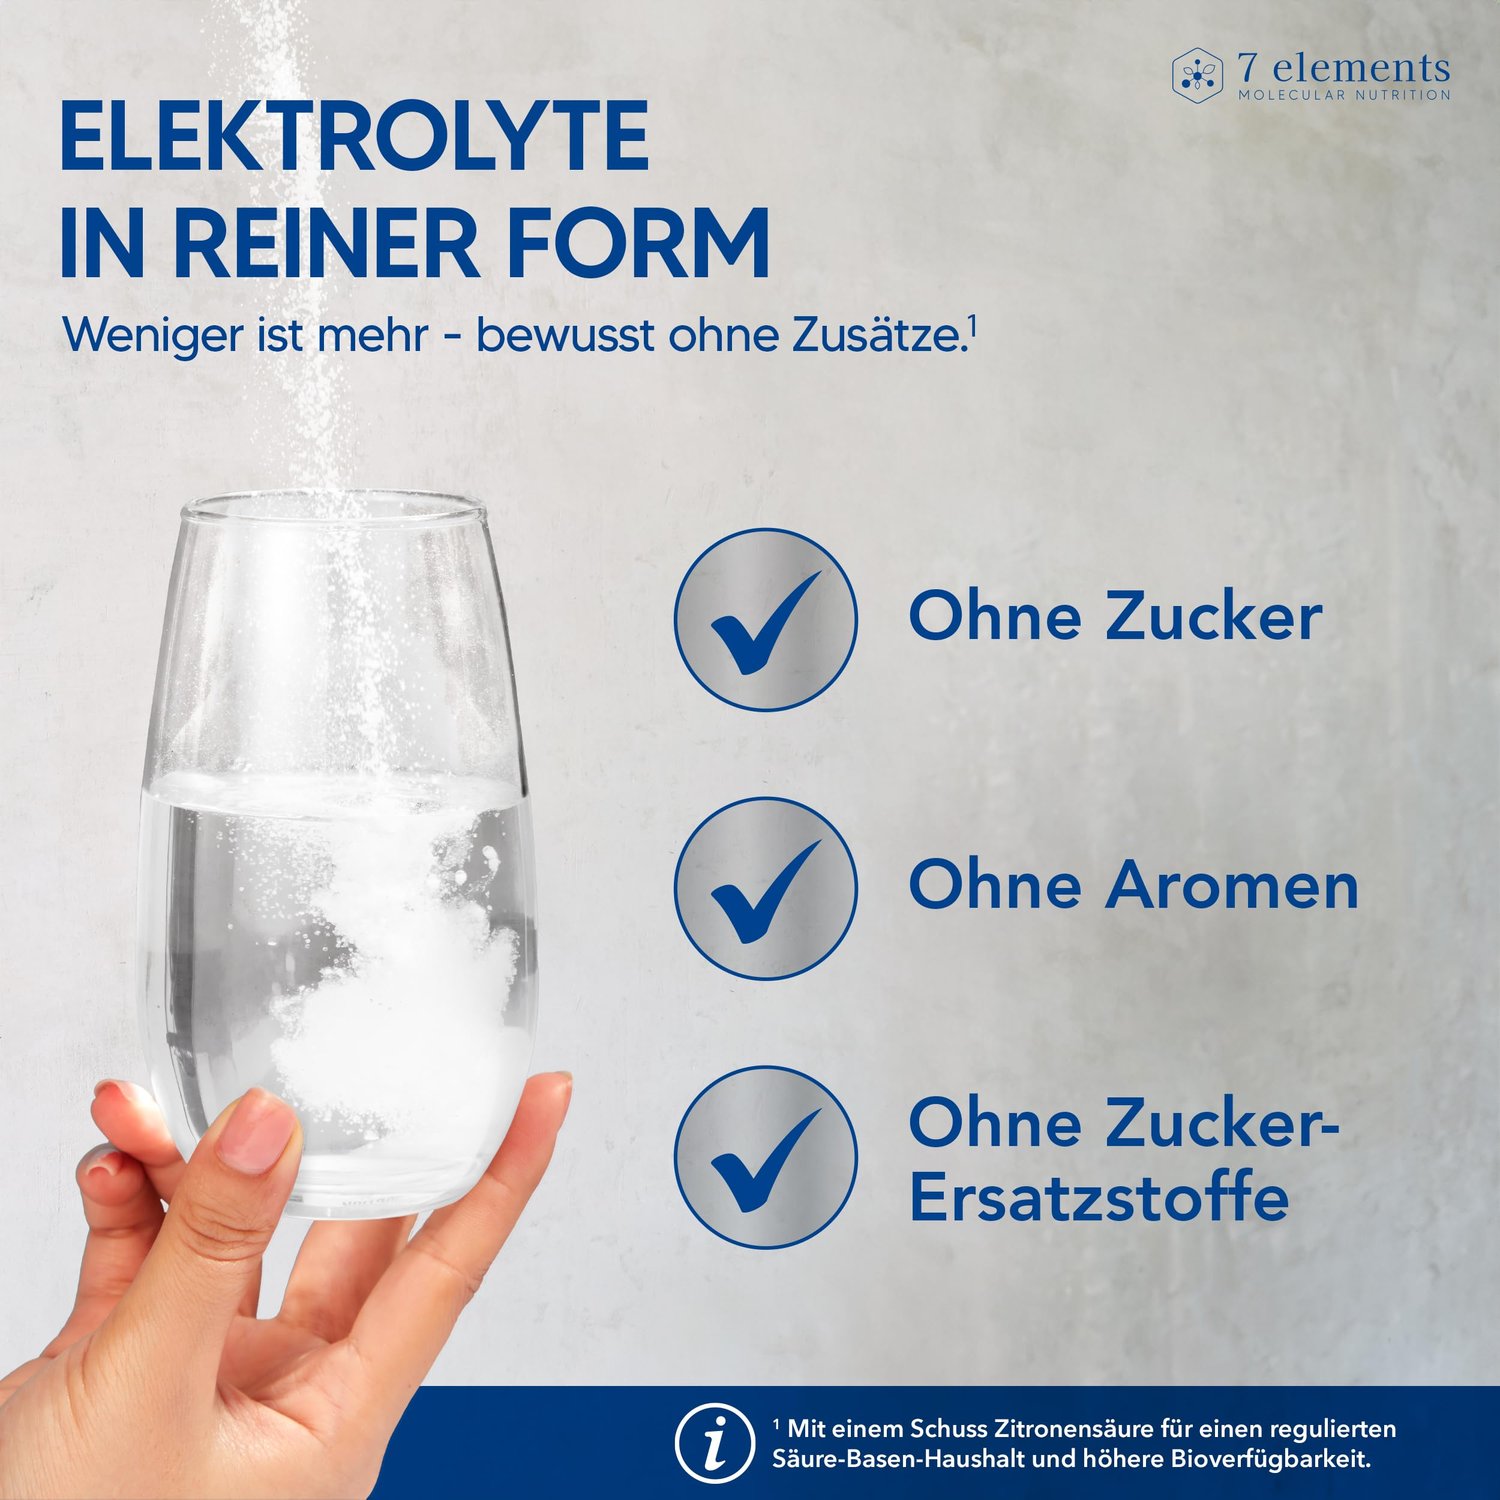 7 elements
MOLECULAR NUTRITION
ELEKTROLYTE
IN REINER FORM
Weniger ist mehr - bewusst ohne Zusätze.¹
Ohne Zucker
Ohne Aromen
Ohne Zucker-
Ersatzstoffe
i
¹ Mit einem Schuss Zitronensäure für einen regulierten
Säure-Basen-Haushalt und höhere Bioverfügbarkeit.